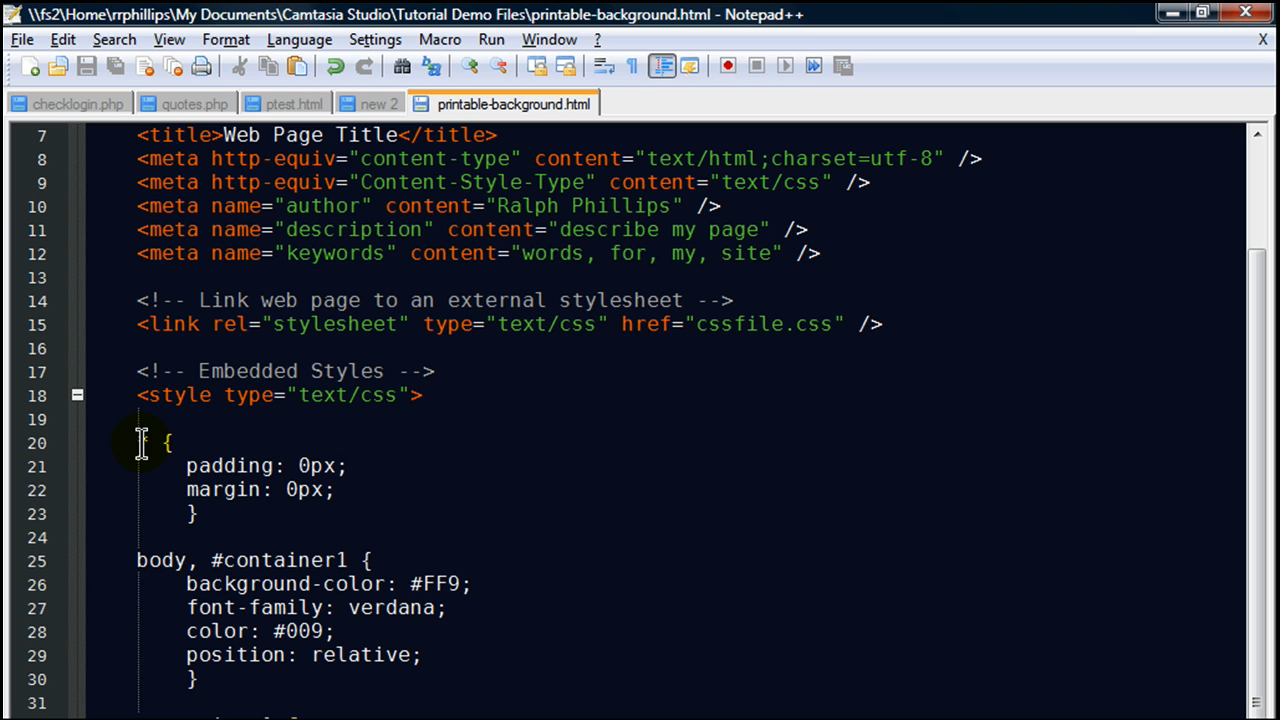 \\fs2\Home\rrphillips\My Documents\Camtasia Studio\Tutorial Demo Files\printable-background.html - Notepad++
File Edit Search View Format Language Settings Macro Run Window ? X
checklogin.php quotes.php ptest.html new 2 printable-background.html
7 <title>Web Page Title</title>
8 <meta http-equiv="content-type" content="text/html;charset=utf-8" />
9 <meta http-equiv="Content-Style-Type" content="text/css" />
10 <meta name="author" content="Ralph Phillips" />
11 <meta name="description" content="describe my page" />
12 <meta name="keywords" content="words, for, my, site" />
13
14 <!-- Link web page to an external stylesheet -->
15 <link rel="stylesheet" type="text/css" href="cssfile.css" />
16
17 <!-- Embedded Styles -->
18 <style type="text/css">
19
20 * {
21 padding: 0px;
22 margin: 0px;
23 }
24
25 body, #container1 {
26 background-color: #FF9;
27 font-family: verdana;
28 color: #009;
29 position: relative;
30 }
31